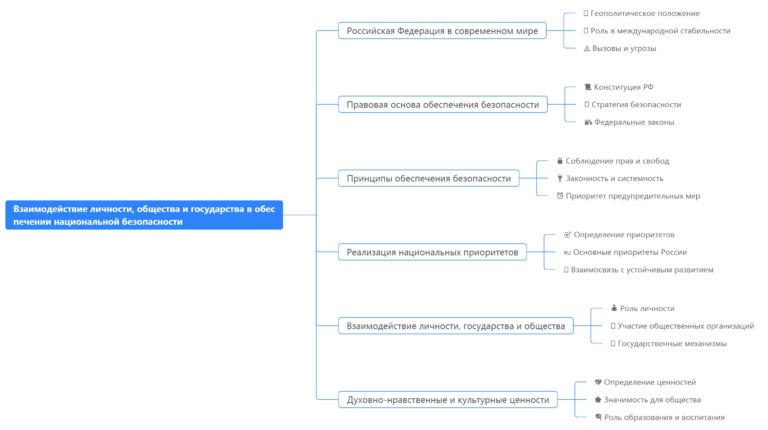 Российская Федерация в современном мире
Геополитическое положение
Роль в международной стабильности
Вызовы и угрозы
Правовая основа обеспечения безопасности
Конституция РФ
Стратегия безопасности
Федеральные законы
Принципы обеспечения безопасности
Соблюдение прав и свобод
Законность и системность
Приоритет предупредительных мер
Взаимодействие личности, общества и государства в обес
печении национальной безопасности
Реализация национальных приоритетов
Определение приоритетов
RU Основные приоритеты России
Взаимосвязь с устойчивым развитием
Взаимодействие личности, государства и общества
Роль личности
Участие общественных организаций
Государственные механизмы
Духовно-нравственные и культурные ценности
Определение ценностей
Значимость для общества
Роль образования и воспитания